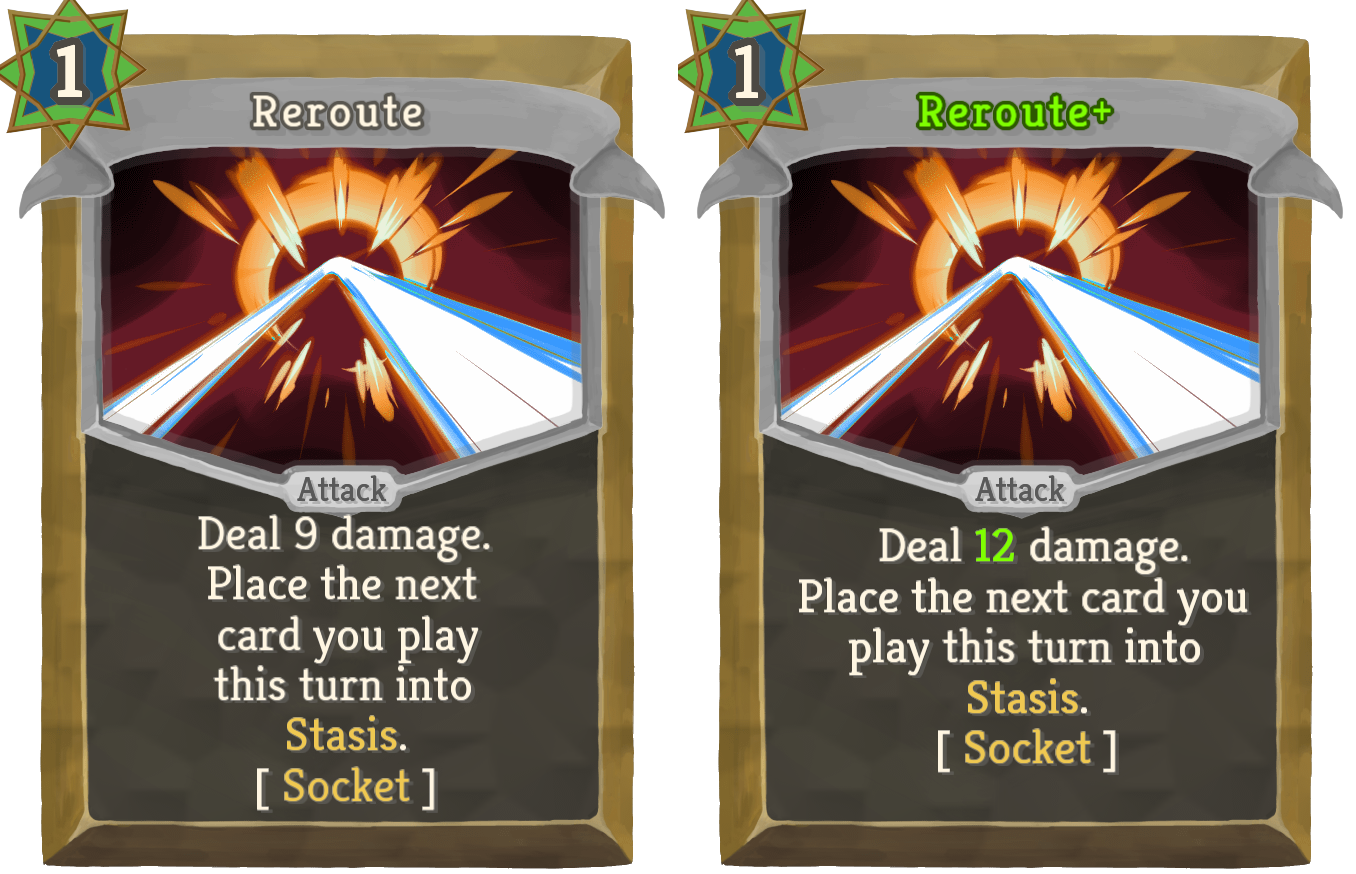 1
Reroute
Attack
Deal 9 damage.
Place the next
card you play
this turn into
Stasis.
[ Socket ]
1
Reroute+
Attack
Deal 12 damage.
Place the next card you
play this turn into
Stasis.
[ Socket ]